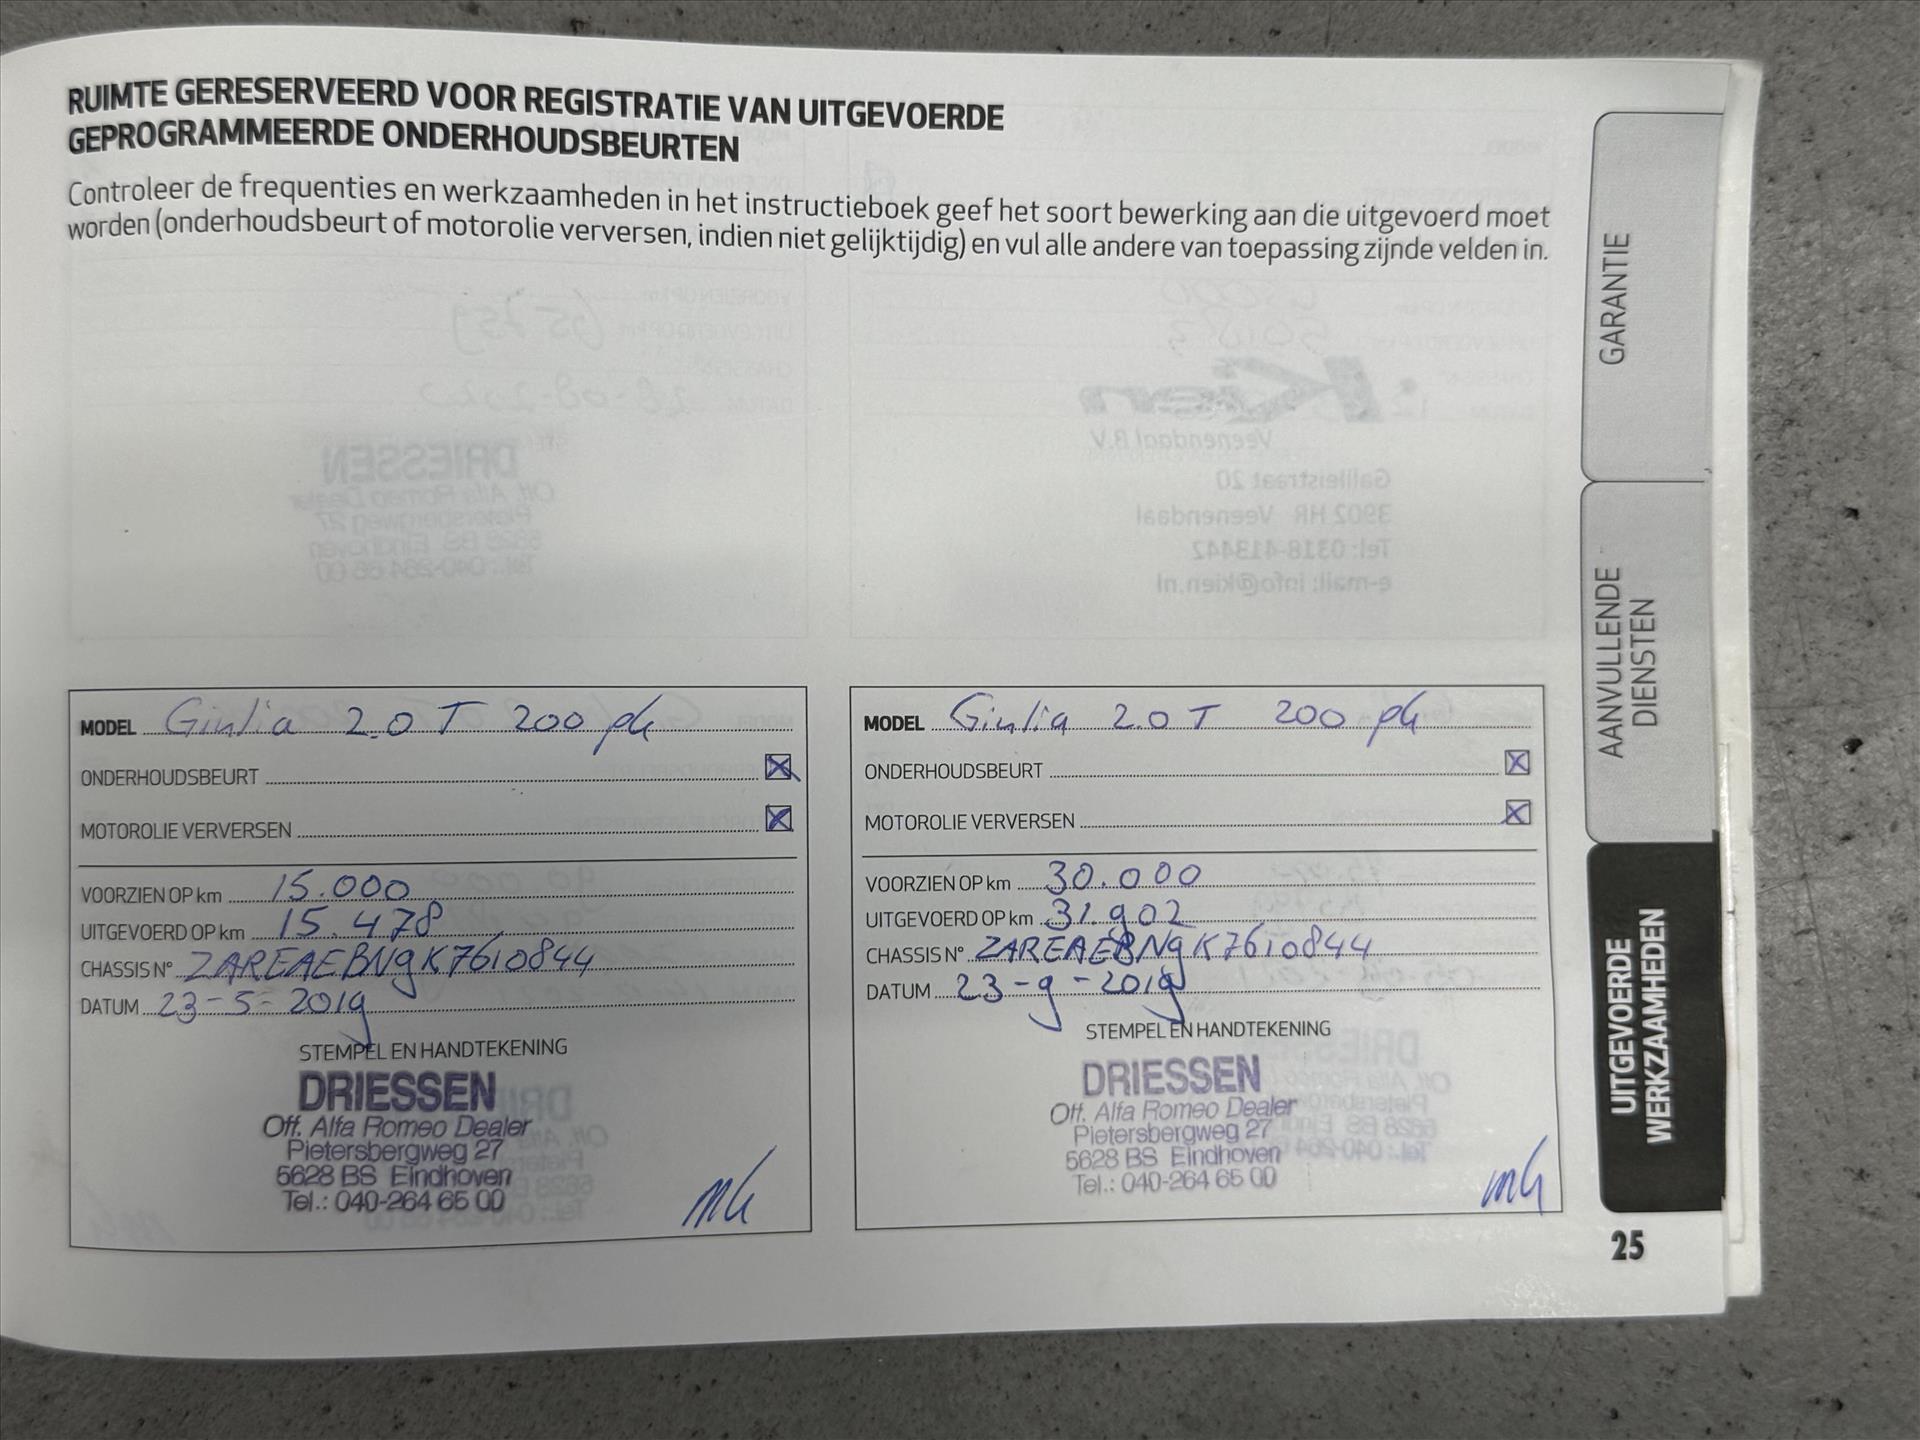 RUIMTE GERESERVEERD VOOR REGISTRATIE VAN UITGEVOERDE
GEPROGRAMMEERDE ONDERHOUDSBEURTEN
Controleer de frequenties en werkzaamheden in het instructieboek geef het soort bewerking aan die uitgevoerd moet
worden (onderhoudsbeurt of motorolie verversen, indien niet gelijktijdig) en vul alle andere van toepassing zijnde velden in.
MODEL Giulia 2.0 T 200 pk
ONDERHOUDSBEURT
MOTOROLIE VERVERSEN
VOORZIEN OP km 15.000
UITGEVOERD OP km 15.478
CHASSIS N° ZAREAEBN9K7610844
DATUM 23-5-2019
STEMPEL EN HANDTEKENING
DRIESSEN
Off. Alfa Romeo Dealer
Pietersbergweg 27
5628 BS Eindhoven
Tel.: 040-264 65 00
MODEL Giulia 2.0 T 200 pk
ONDERHOUDSBEURT
MOTOROLIE VERVERSEN
VOORZIEN OP km 30.000
UITGEVOERD OP km 31.902
CHASSIS N° ZAREAEBN9K7610844
DATUM 23-9-2019
STEMPEL EN HANDTEKENING
DRIESSEN
Off. Alfa Romeo Dealer
Pietersbergweg 27
5628 BS Eindhoven
Tel.: 040-264 65 00
GARANTIE
AANVULLENDE
DIENSTEN
UITGEVOERDE
WERKZAAMHEDEN
25